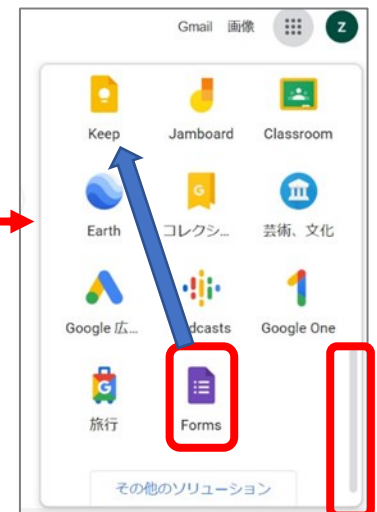 Gmail 画像 Z
Keep Jamboard Classroom
Earth コレクシ... 芸術、文化
Google 広... dcasts Google One
旅行 Forms
その他のソリューション